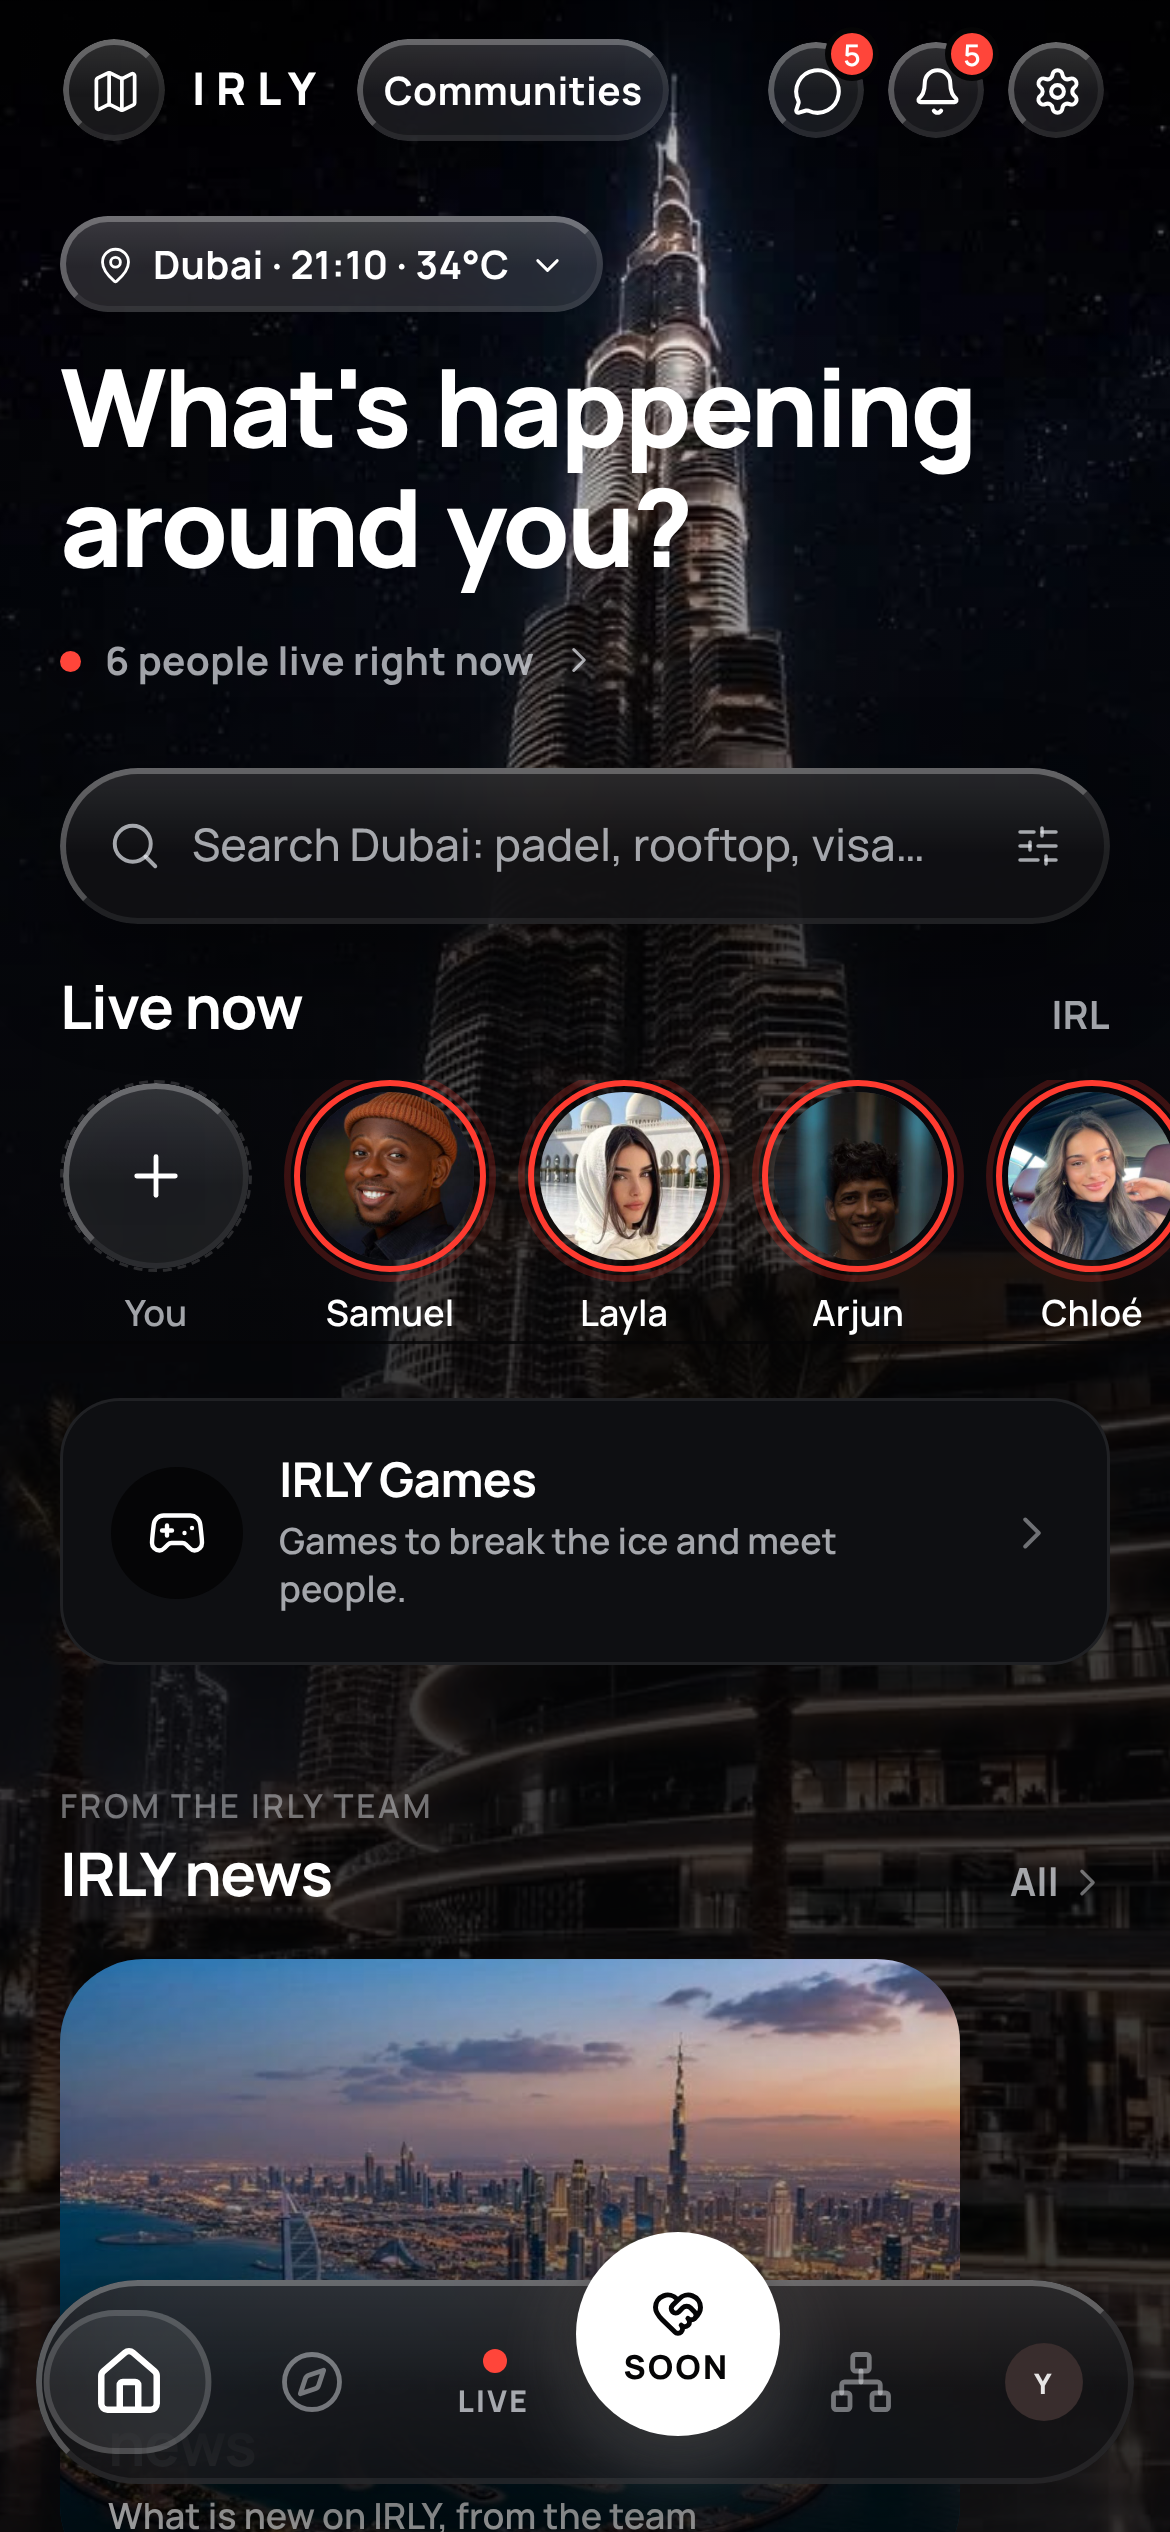 IRLY
Communities
5
5
Dubai · 21:10 · 34°C
What's happening
around you?
6 people live right now
Search Dubai: padel, rooftop, visa...
Live now
IRL
You
Samuel
Layla
Arjun
Chloé
IRLY Games
Games to break the ice and meet
people.
FROM THE IRLY TEAM
IRLY news
All
SOON
LIVE
Y
news
What is new on IRLY, from the team